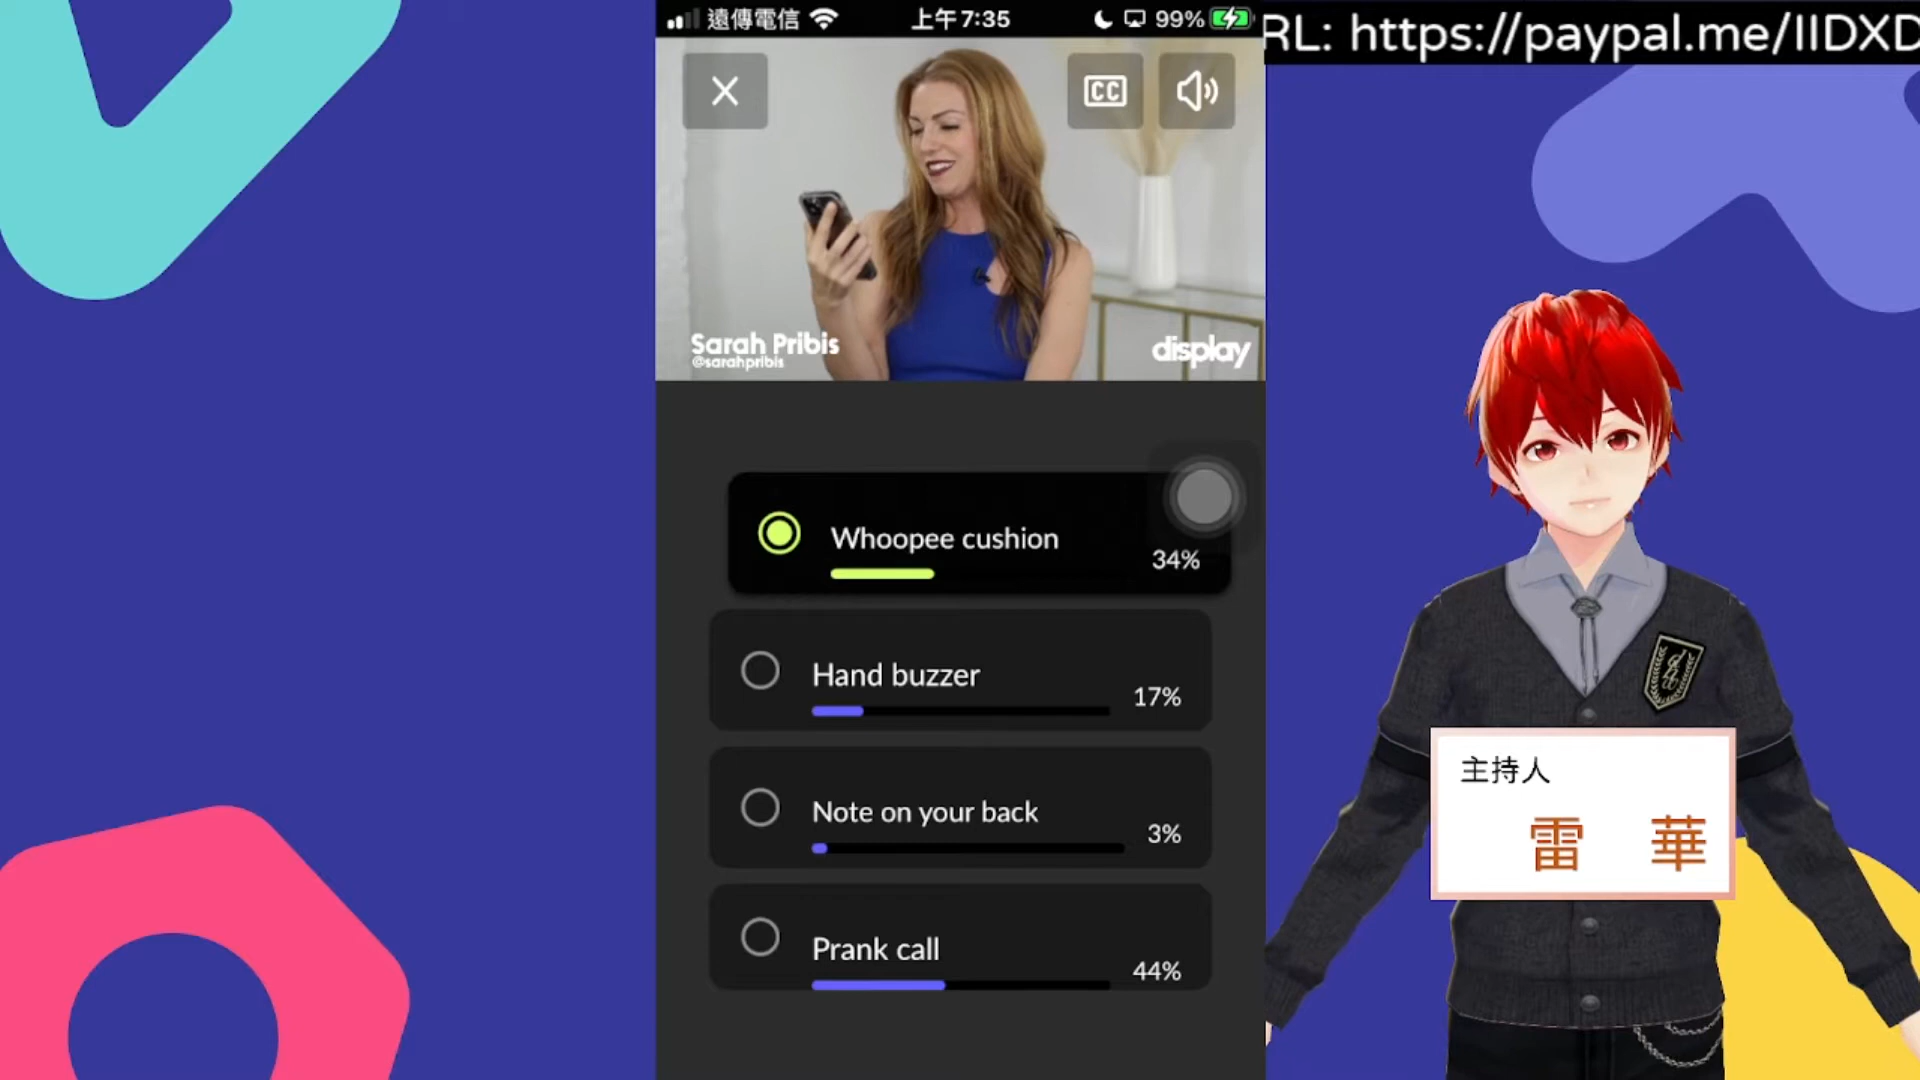 遠傳電信
上午7:35
99%
RL: https://paypal.me/IIDXD
CC
Sarah Pribis
@sarahpribis
display
Whoopee cushion
34%
Hand buzzer
17%
Note on your back
3%
Prank call
44%
主持人
雷 華